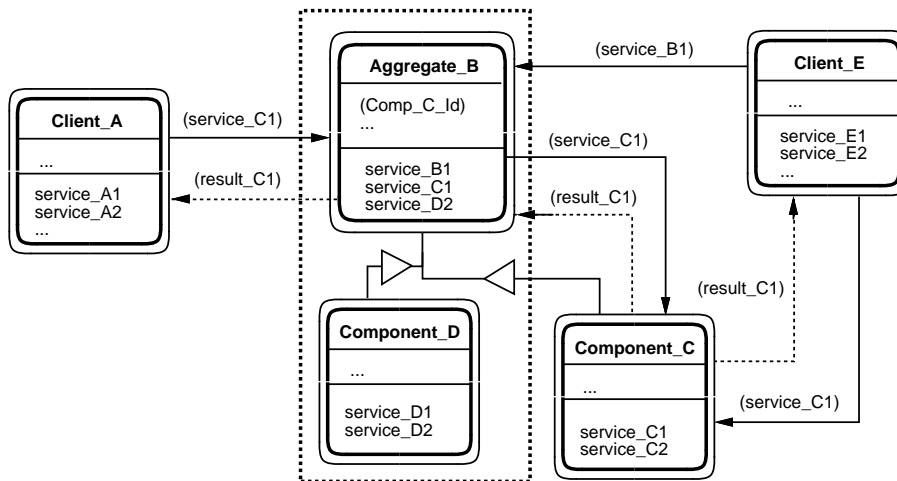 (service_B1)
Aggregate_B
Client_E
(Comp_C_Id)
...
...
Client_A
(service_C1)
(service_C1)
...
service_B1
service_C1
service_D2
service_E1
service_E2
...
service_A1
service_A2
...
(result_C1)
(result_C1)
(result_C1)
Component_D
Component_C
...
...
(service_C1)
service_D1
service_D2
service_C1
service_C2